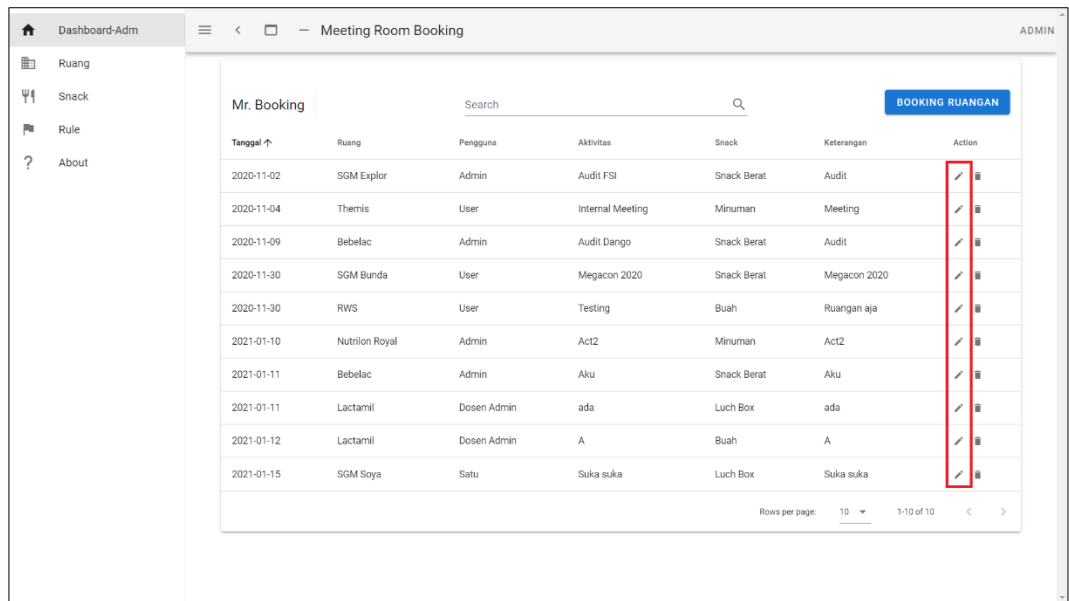 Dashboard-Adm
Ruang
Snack
Rule
About
Meeting Room Booking
ADMIN
Mr. Booking
Search
BOOKING RUANGAN
Tanggal Ruang Pengguna Aktivitas Snack Keterangan Action
2020-11-02 SGM Explor Admin Audit FSI Snack Berat Audit
2020-11-04 Themis User Internal Meeting Minuman Meeting
2020-11-09 Bebelac Admin Audit Dango Snack Berat Audit
2020-11-30 SGM Bunda User Megacon 2020 Snack Berat Megacon 2020
2020-11-30 RWS User Testing Buah Ruangan aja
2021-01-10 Nutrilon Royal Admin Act2 Minuman Act2
2021-01-11 Bebelac Admin Aku Snack Berat Aku
2021-01-11 Lactamil Dosen Admin ada Luch Box ada
2021-01-12 Lactamil Dosen Admin A Buah A
2021-01-15 SGM Soya Satu Suka suka Luch Box Suka suka
Rows per page: 10 1-10 of 10